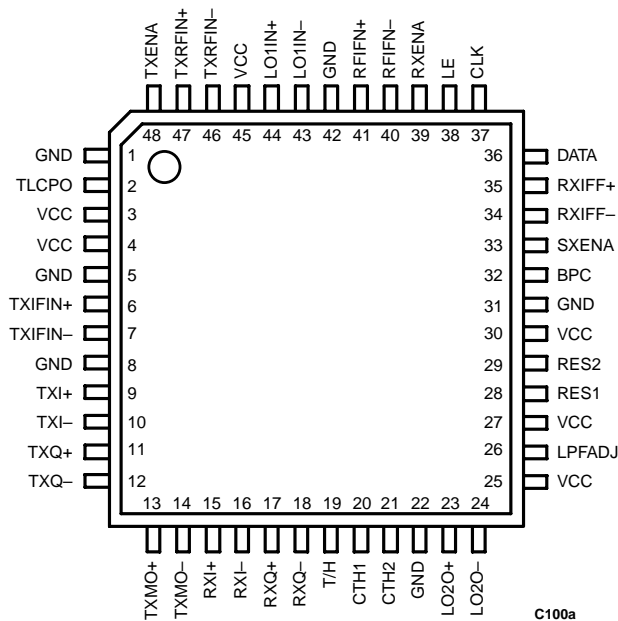 TXENA TXRFIN+ TXRFIN– VCC LO1IN+ LO1IN– GND RFIFN+ RFIFN– RXENA LE CLK
48 47 46 45 44 43 42 41 40 39 38 37
GND 1 36 DATA
TLCPO 2 35 RXIFF+
VCC 3 34 RXIFF–
VCC 4 33 SXENA
GND 5 32 BPC
TXIFIN+ 6 31 GND
TXIFIN– 7 30 VCC
GND 8 29 RES2
TXI+ 9 28 RES1
TXI– 10 27 VCC
TXQ+ 11 26 LPFADJ
TXQ– 12 25 VCC
13 14 15 16 17 18 19 20 21 22 23 24
TXMO+ TXMO– RXI+ RXI– RXQ+ RXQ– T/H CTH1 CTH2 GND LO2O+ LO2O–
C100a